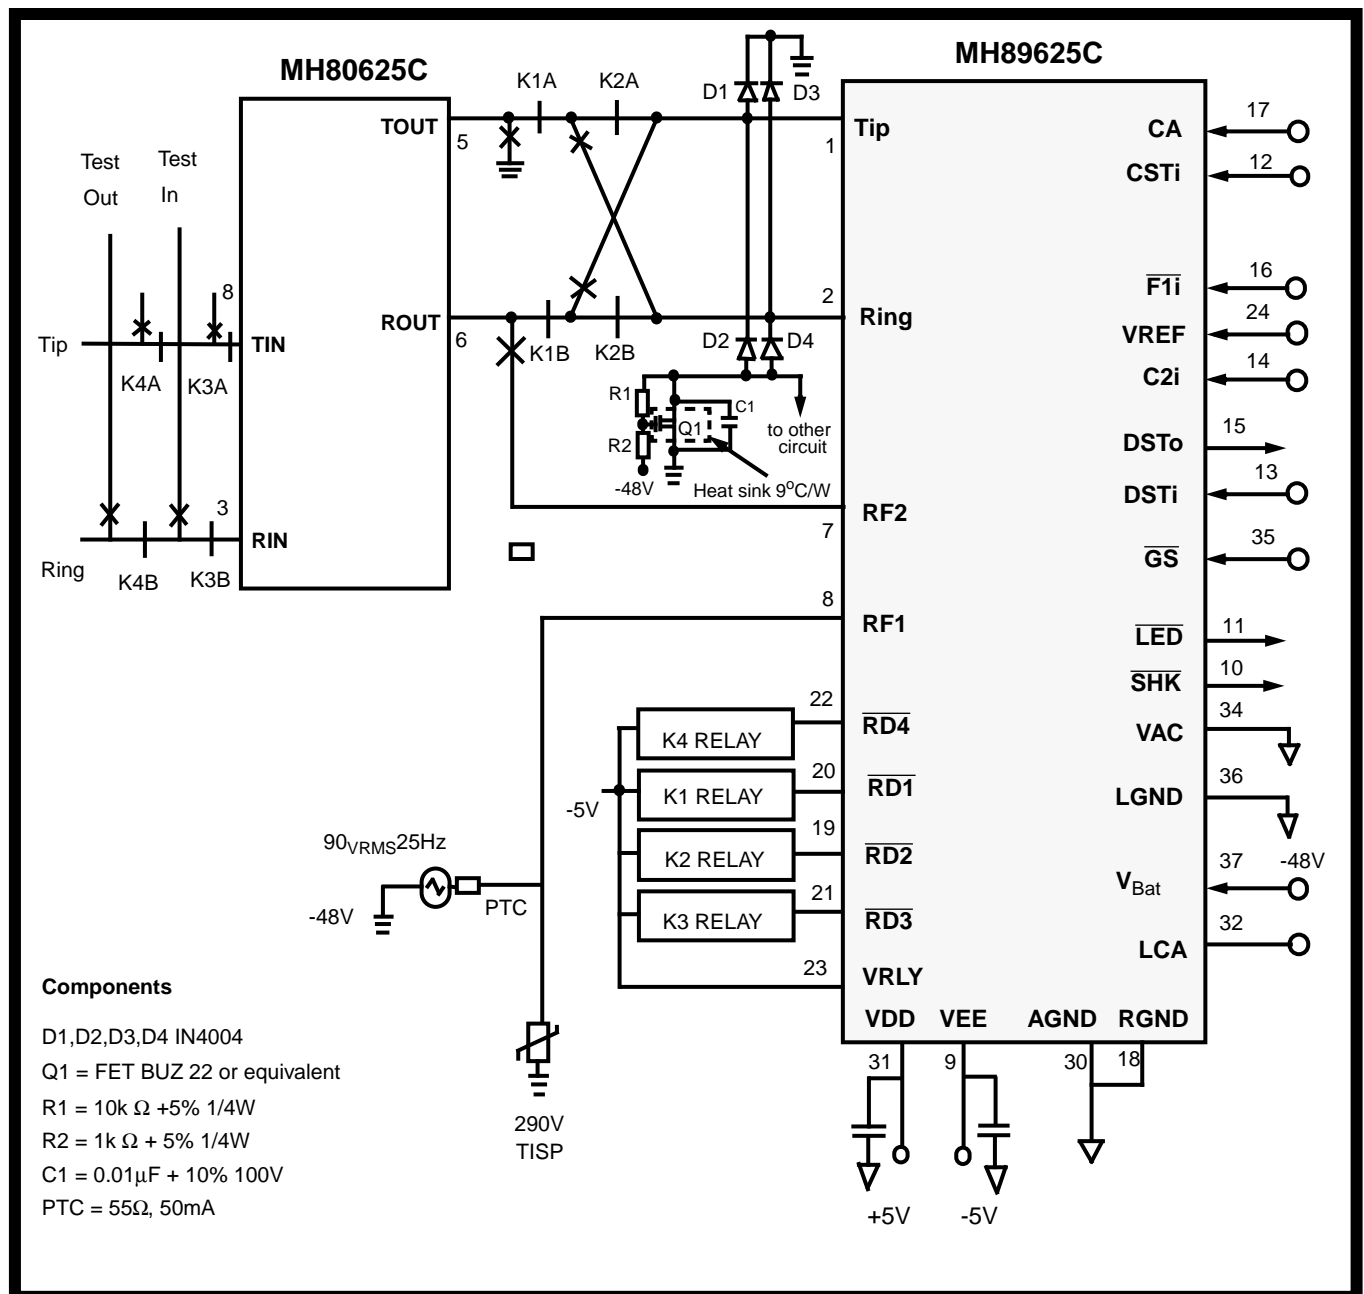 MH80625C
MH89625C
K1A
K2A
D1
D3
TOUT
5
Tip
1
CA
17
CSTi
12
Test
Out
Test
In
8
F1i
16
2
Ring
VREF
24
ROUT
6
K1B
K2B
D2
D4
C2i
14
Tip
TIN
K4A
K3A
R1
C1
Q1
R2
to other
circuit
DSTo
15
-48V
Heat sink 9°C/W
DSTi
13
3
RF2
7
RIN
Ring
K4B
K3B
GS
35
8
RF1
LED
11
SHK
10
22
RD4
K4 RELAY
VAC
34
20
RD1
K1 RELAY
-5V
LGND
36
19
RD2
K2 RELAY
90VRMS25Hz
-48V
PTC
VBat
37
-48V
21
RD3
K3 RELAY
LCA
32
23
VRLY
VDD
VEE
AGND
RGND
31
9
30
18
290V
TISP
+5V
-5V
Components
D1,D2,D3,D4 IN4004
Q1 = FET BUZ 22 or equivalent
R1 = 10k Ω +5% 1/4W
R2 = 1k Ω + 5% 1/4W
C1 = 0.01μF + 10% 100V
PTC = 55Ω, 50mA